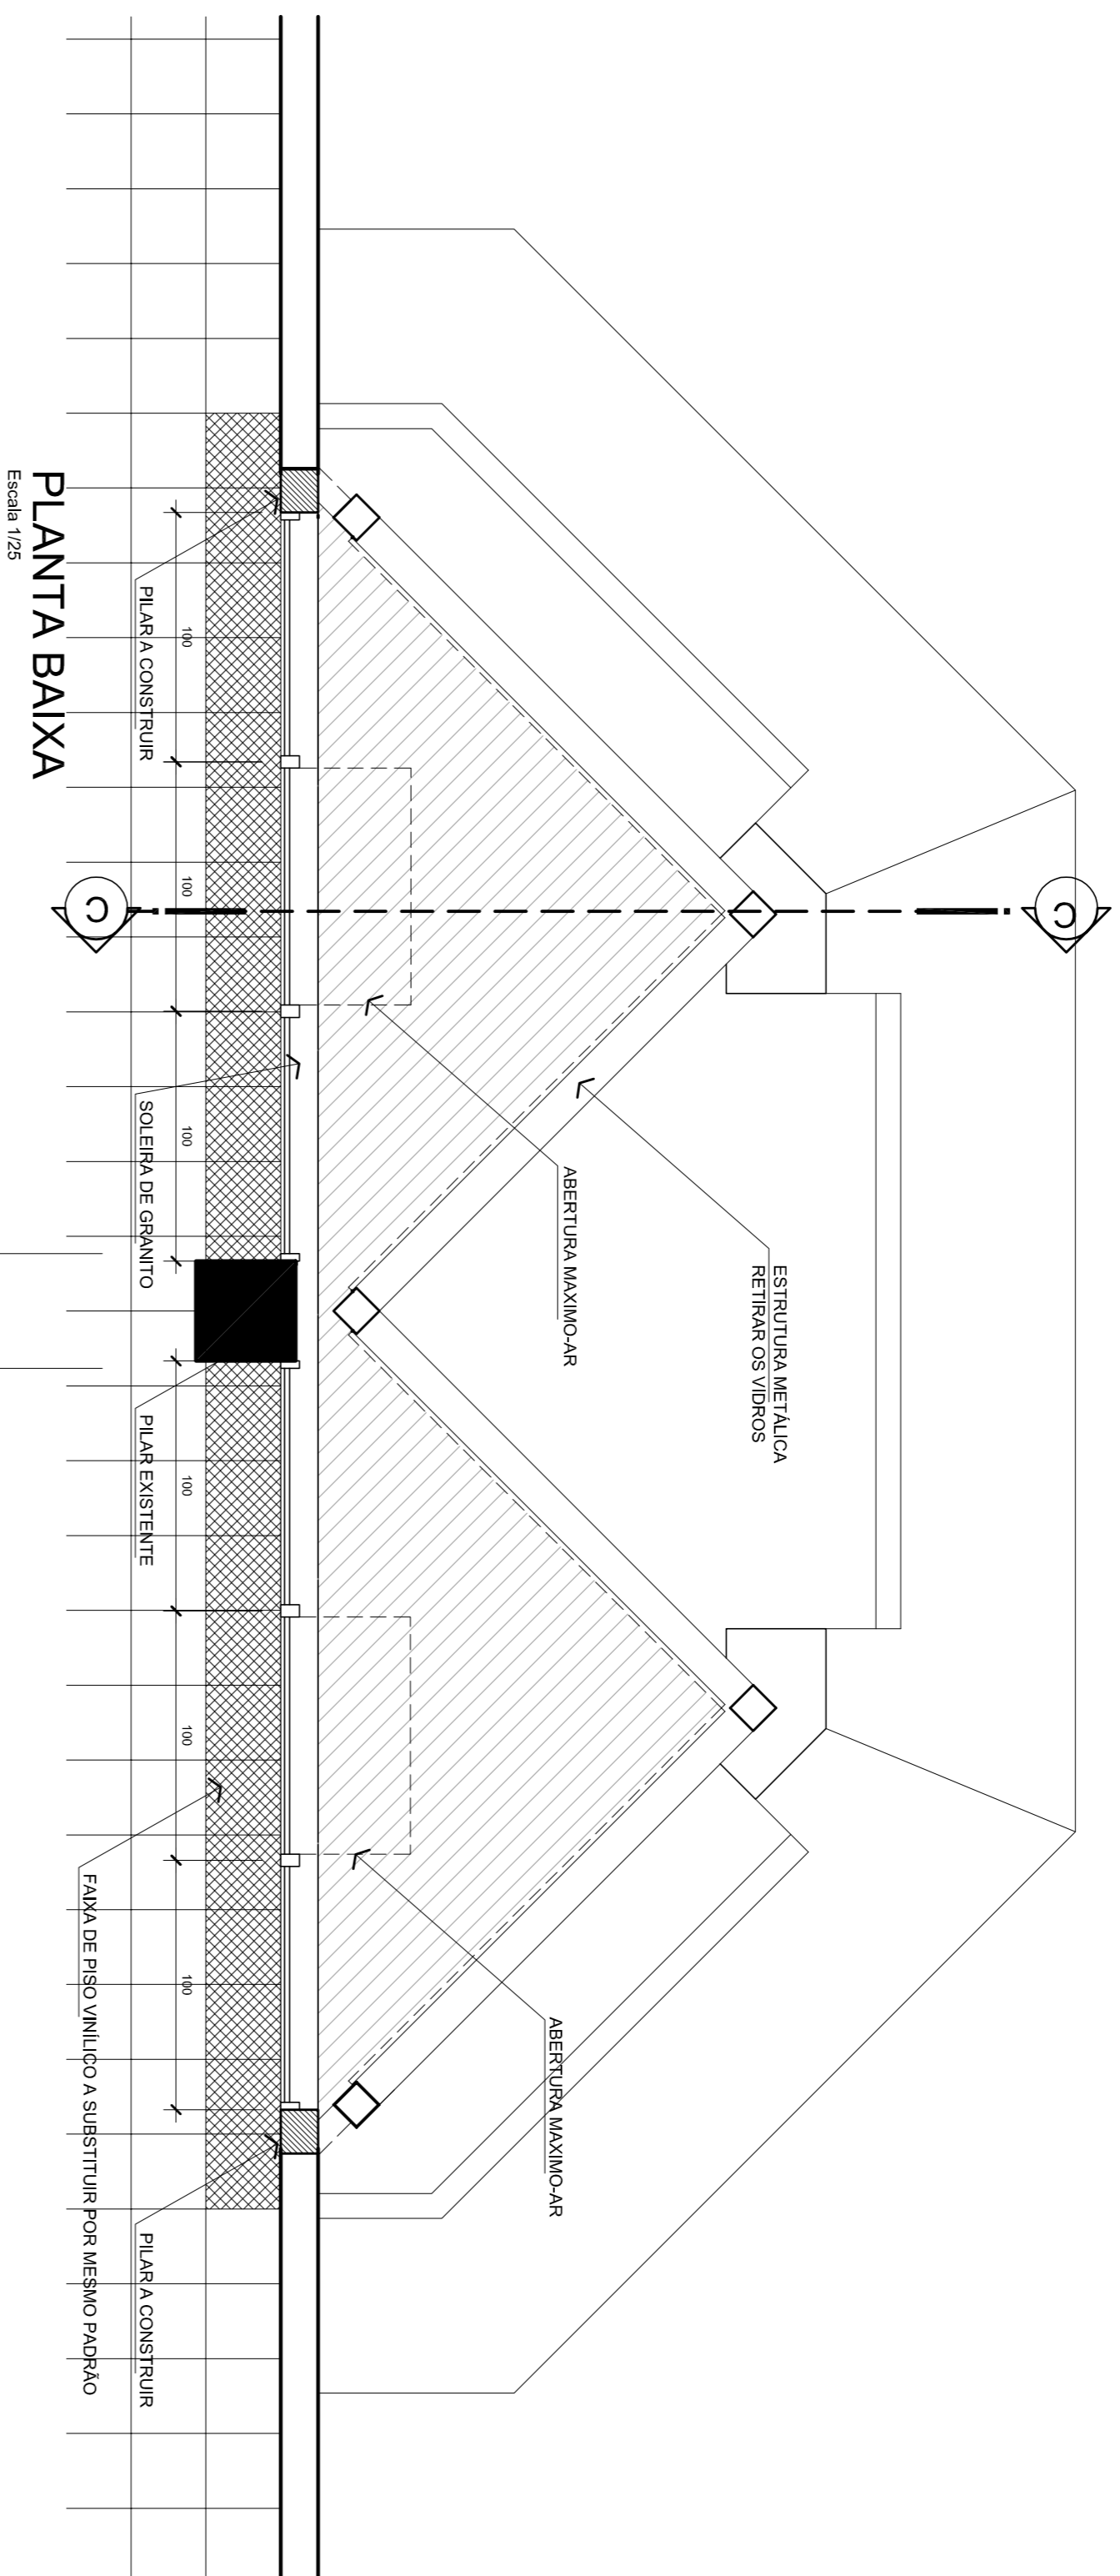 C
C
ESTRUTURA METÁLICA
RETIRAR OS VIDROS
ABERTURA MAXIMO-AR
ABERTURA MAXIMO-AR
100
100
100
100
100
100
PILAR A CONSTRUIR
SOLEIRA DE GRANITO
PILAR EXISTENTE
PILAR A CONSTRUIR
FAIXA DE PISO VINÍLICO A SUBSTITUIR POR MESMO PADRÃO
PLANTA BAIXA
Escala 1/25